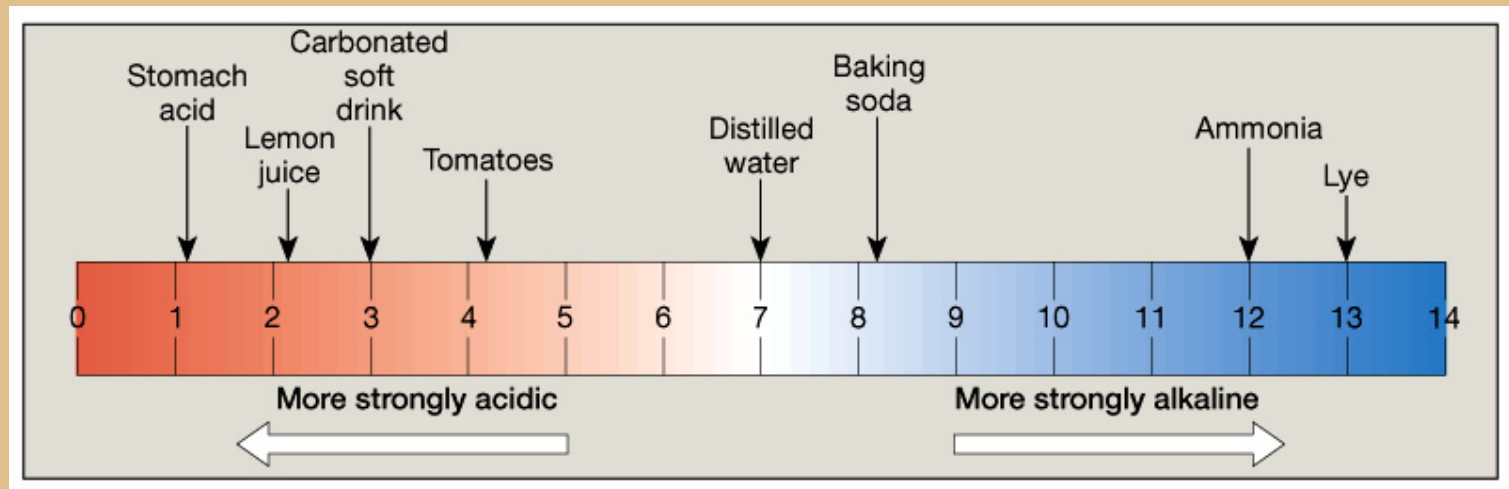 Stomach
acid
Lemon
juice
Carbonated
soft
drink
Tomatoes
Distilled
water
Baking
soda
Ammonia
Lye
0 1 2 3 4 5 6 7 8 9 10 11 12 13 14
More strongly acidic
More strongly alkaline